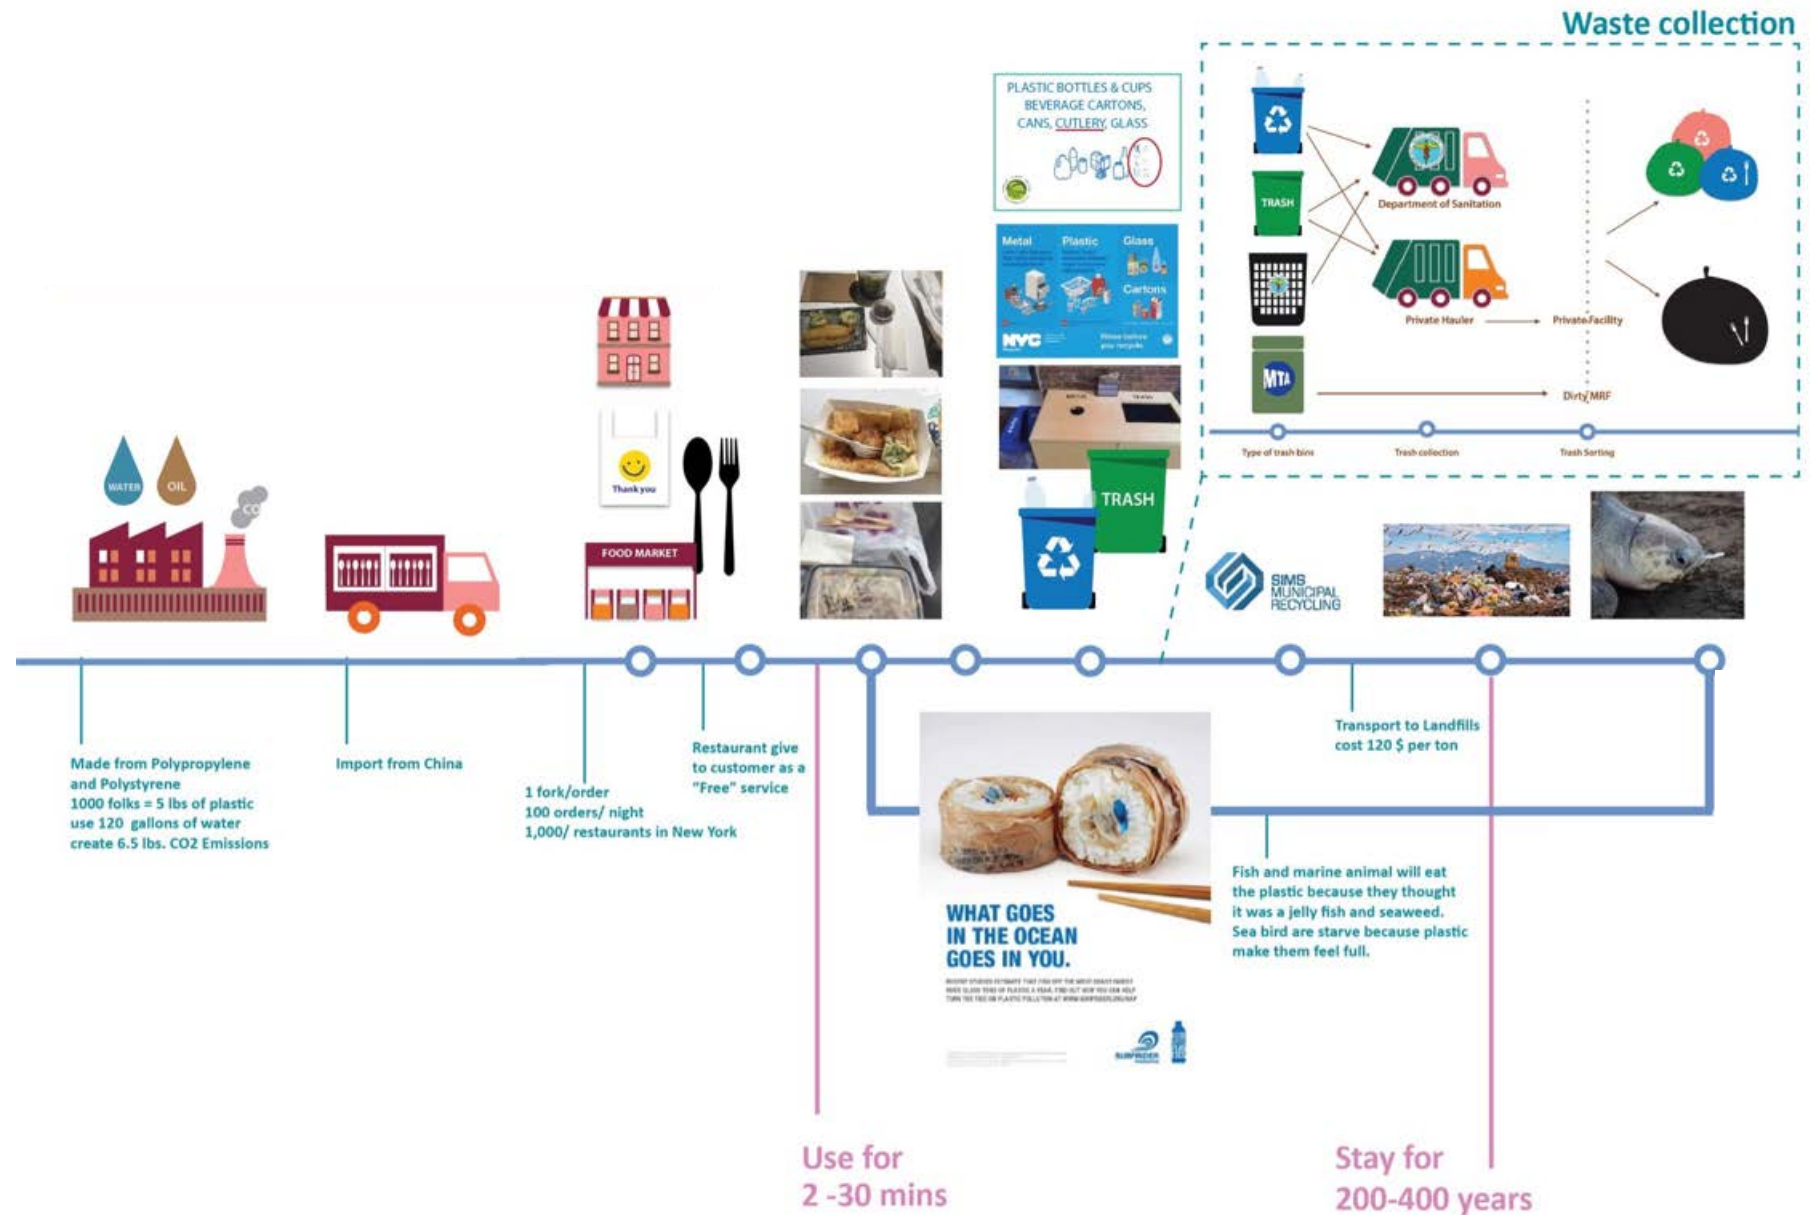 Waste collection
PLASTIC BOTTLES & CUPS
BEVERAGE CARTONS,
CANS, CUTLERY, GLASS
TRASH
MTA
Department of Sanitation
Private Hauler
Private Facility
Dirty MRF
Type of trash bins
Trash collection
Trash Sorting
Metal
Plastic
Glass
Cartons
NYC
TRASH
TRASH
WATER
OIL
CO
Thank you
FOOD MARKET
SIMS
MUNICIPAL
RECYCLING
Made from Polypropylene
and Polystyrene
1000 folks = 5 lbs of plastic
use 120 gallons of water
create 6.5 lbs. CO2 Emissions
Import from China
1 fork/order
100 orders/ night
1,000/ restaurants in New York
Restaurant give
to customer as a
"Free" service
Transport to Landfills
cost 120 $ per ton
WHAT GOES
IN THE OCEAN
GOES IN YOU.
SURFRIDER
Fish and marine animal will eat
the plastic because they thought
it was a jelly fish and seaweed.
Sea bird are starve because plastic
make them feel full.
Use for
2 -30 mins
Stay for
200-400 years